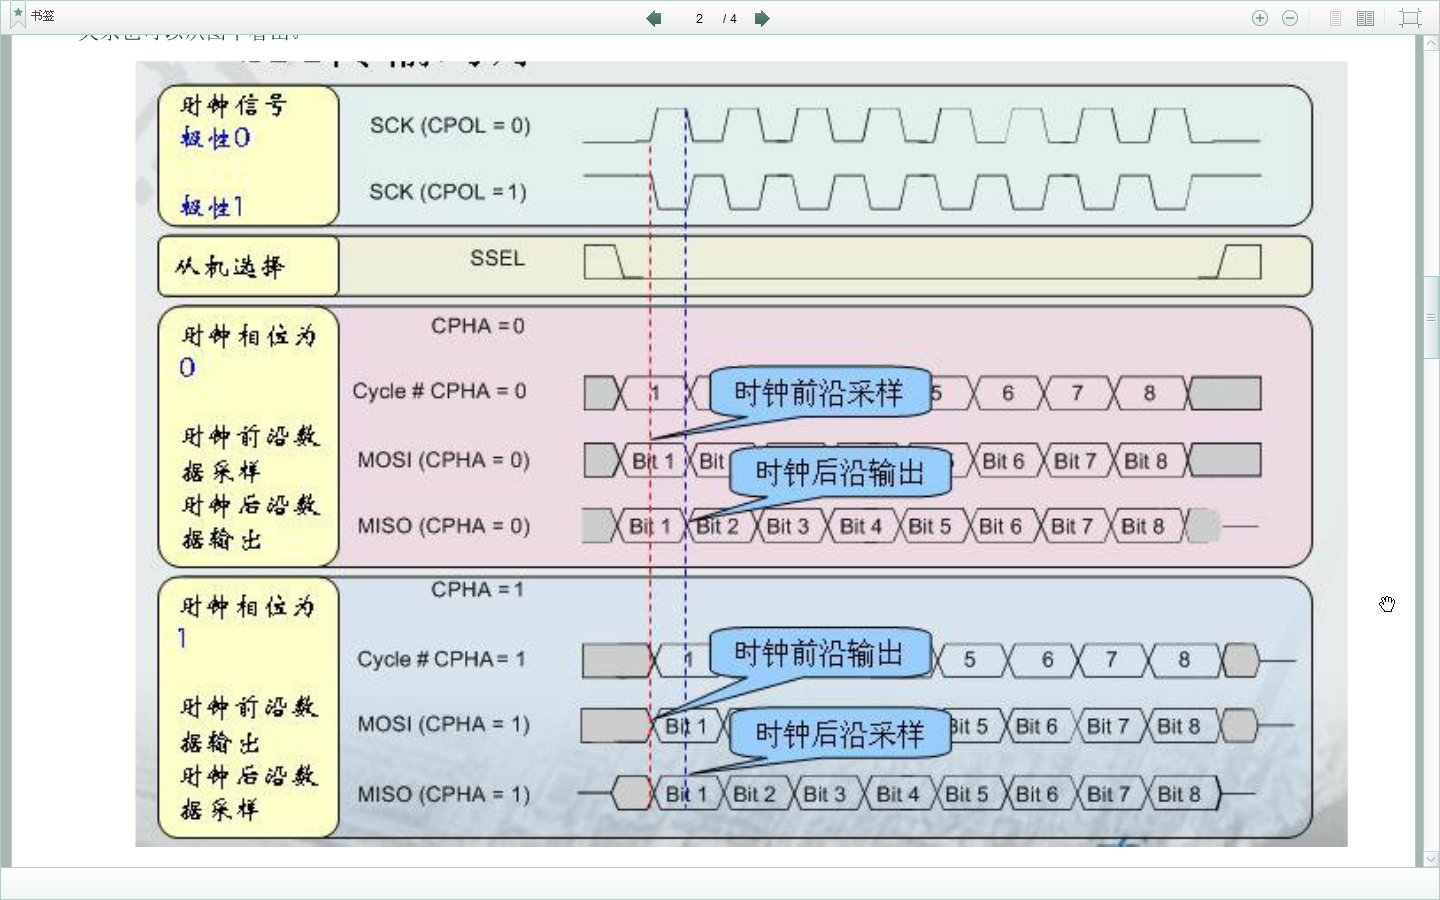 书签
2 / 4
时钟信号
极性0
SCK (CPOL = 0)
极性1
SCK (CPOL = 1)
从机选择
SSEL
时钟相位为
0
时钟前沿数
据采样
时钟后沿数
据输出
CPHA = 0
Cycle # CPHA = 0
1
5
6
7
8
时钟前沿采样
MOSI (CPHA = 0)
Bit 1
Bit
Bit 6
Bit 7
Bit 8
时钟后沿输出
MISO (CPHA = 0)
Bit 1
Bit 2
Bit 3
Bit 4
Bit 5
Bit 6
Bit 7
Bit 8
时钟相位为
1
时钟前沿数
据输出
时钟后沿数
据采样
CPHA = 1
Cycle # CPHA = 1
1
5
6
7
8
时钟前沿输出
MOSI (CPHA = 1)
Bit 1
Bit 5
Bit 6
Bit 7
Bit 8
时钟后沿采样
MISO (CPHA = 1)
Bit 1
Bit 2
Bit 3
Bit 4
Bit 5
Bit 6
Bit 7
Bit 8